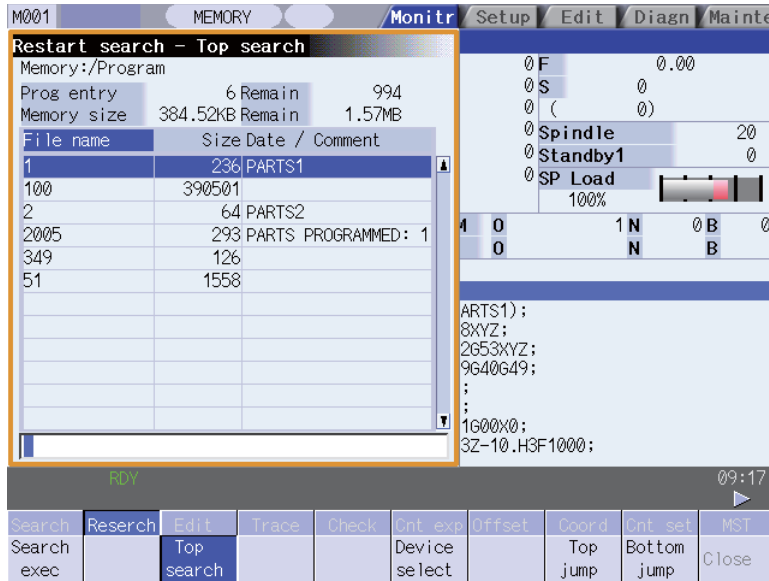 M001 MEMORY Monitr Setup Edit Diagn Mainte
Restart search - Top search
Memory:/Program
Prog entry 6 Remain 994
Memory size 384.52KB Remain 1.57MB
File name Size Date / Comment
1 236 PARTS1
100 390501
2 64 PARTS2
2005 293 PARTS PROGRAMMED: 1
349 126
51 1558
0 F 0.00
0 S 0
0 ( 0)
0 Spindle 20
0 Standby1 0
0 SP Load
100%
M O 1 N 0 B 0
O N B
ARTS1);
8XYZ;
2G53XYZ;
9G40G49;
;
;
1G00X0;
3Z-10.H3F1000;
RDY 09:17
Search Reserch Edit Trace Check Cnt exp Offset Coord Cnt set MST
Search Top Device Top Bottom Close
exec search select jump jump